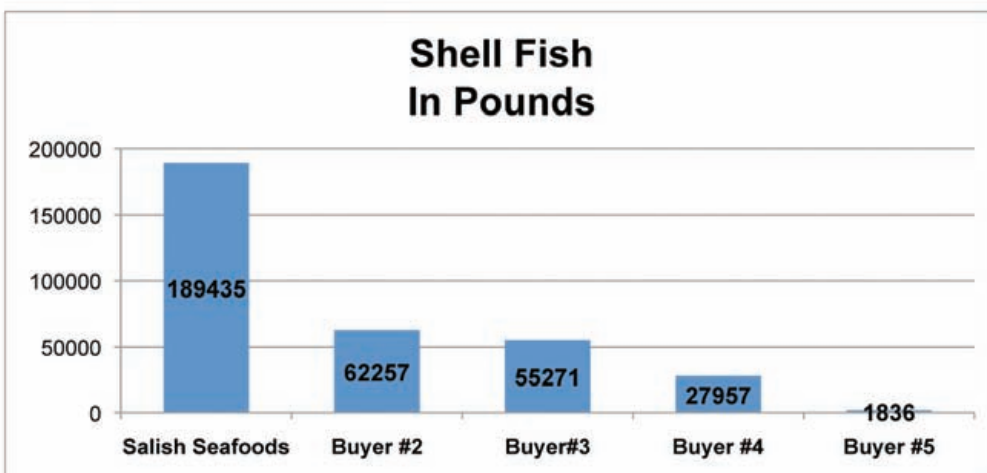 Shell Fish
In Pounds
200000
150000
100000
50000
0
189435
62257
55271
27957
1836
Salish Seafoods
Buyer #2
Buyer#3
Buyer #4
Buyer #5